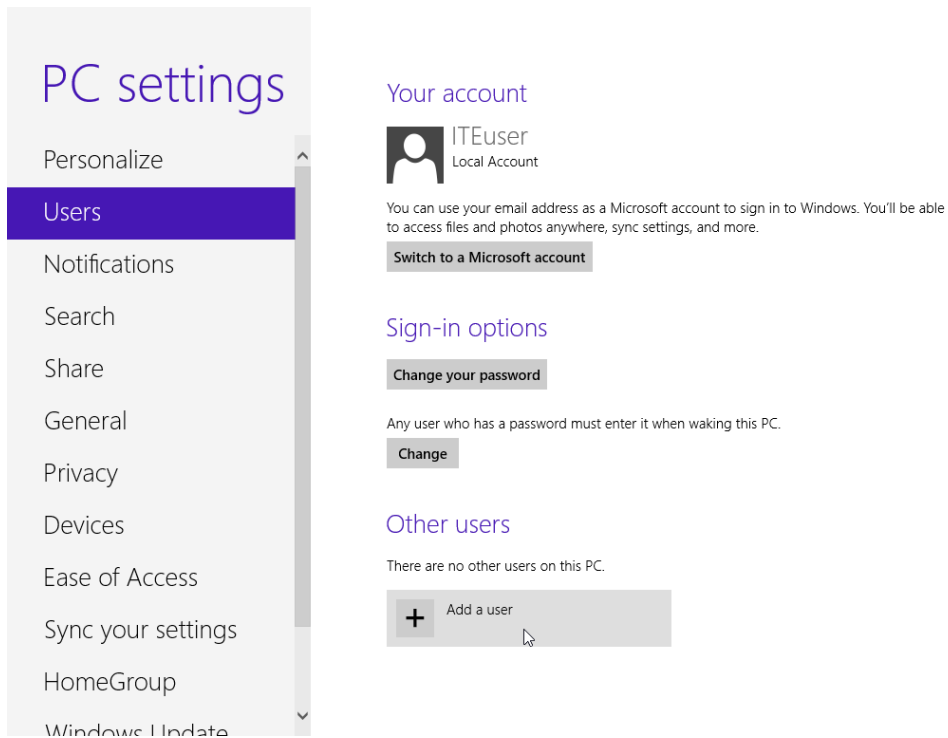 PC settings
Personalize
Users
Notifications
Search
Share
General
Privacy
Devices
Ease of Access
Sync your settings
HomeGroup
Windows Update
Your account
ITEuser
Local Account
You can use your email address as a Microsoft account to sign in to Windows. You'll be able
to access files and photos anywhere, sync settings, and more.
Switch to a Microsoft account
Sign-in options
Change your password
Any user who has a password must enter it when waking this PC.
Change
Other users
There are no other users on this PC.
Add a user